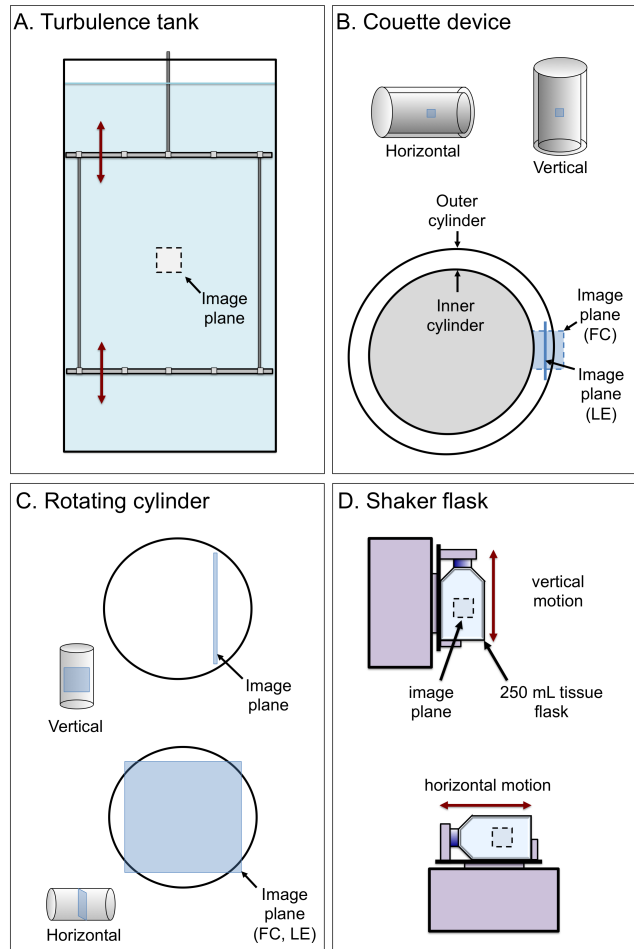 A. Turbulence tank
Image
plane
B. Couette device
Horizontal
Vertical
Outer
cylinder
Inner
cylinder
Image
plane
(FC)
Image
plane
(LE)
C. Rotating cylinder
Image
plane
Vertical
Image
plane
(FC, LE)
Horizontal
D. Shaker flask
vertical
motion
image
plane
250 mL tissue
flask
horizontal motion